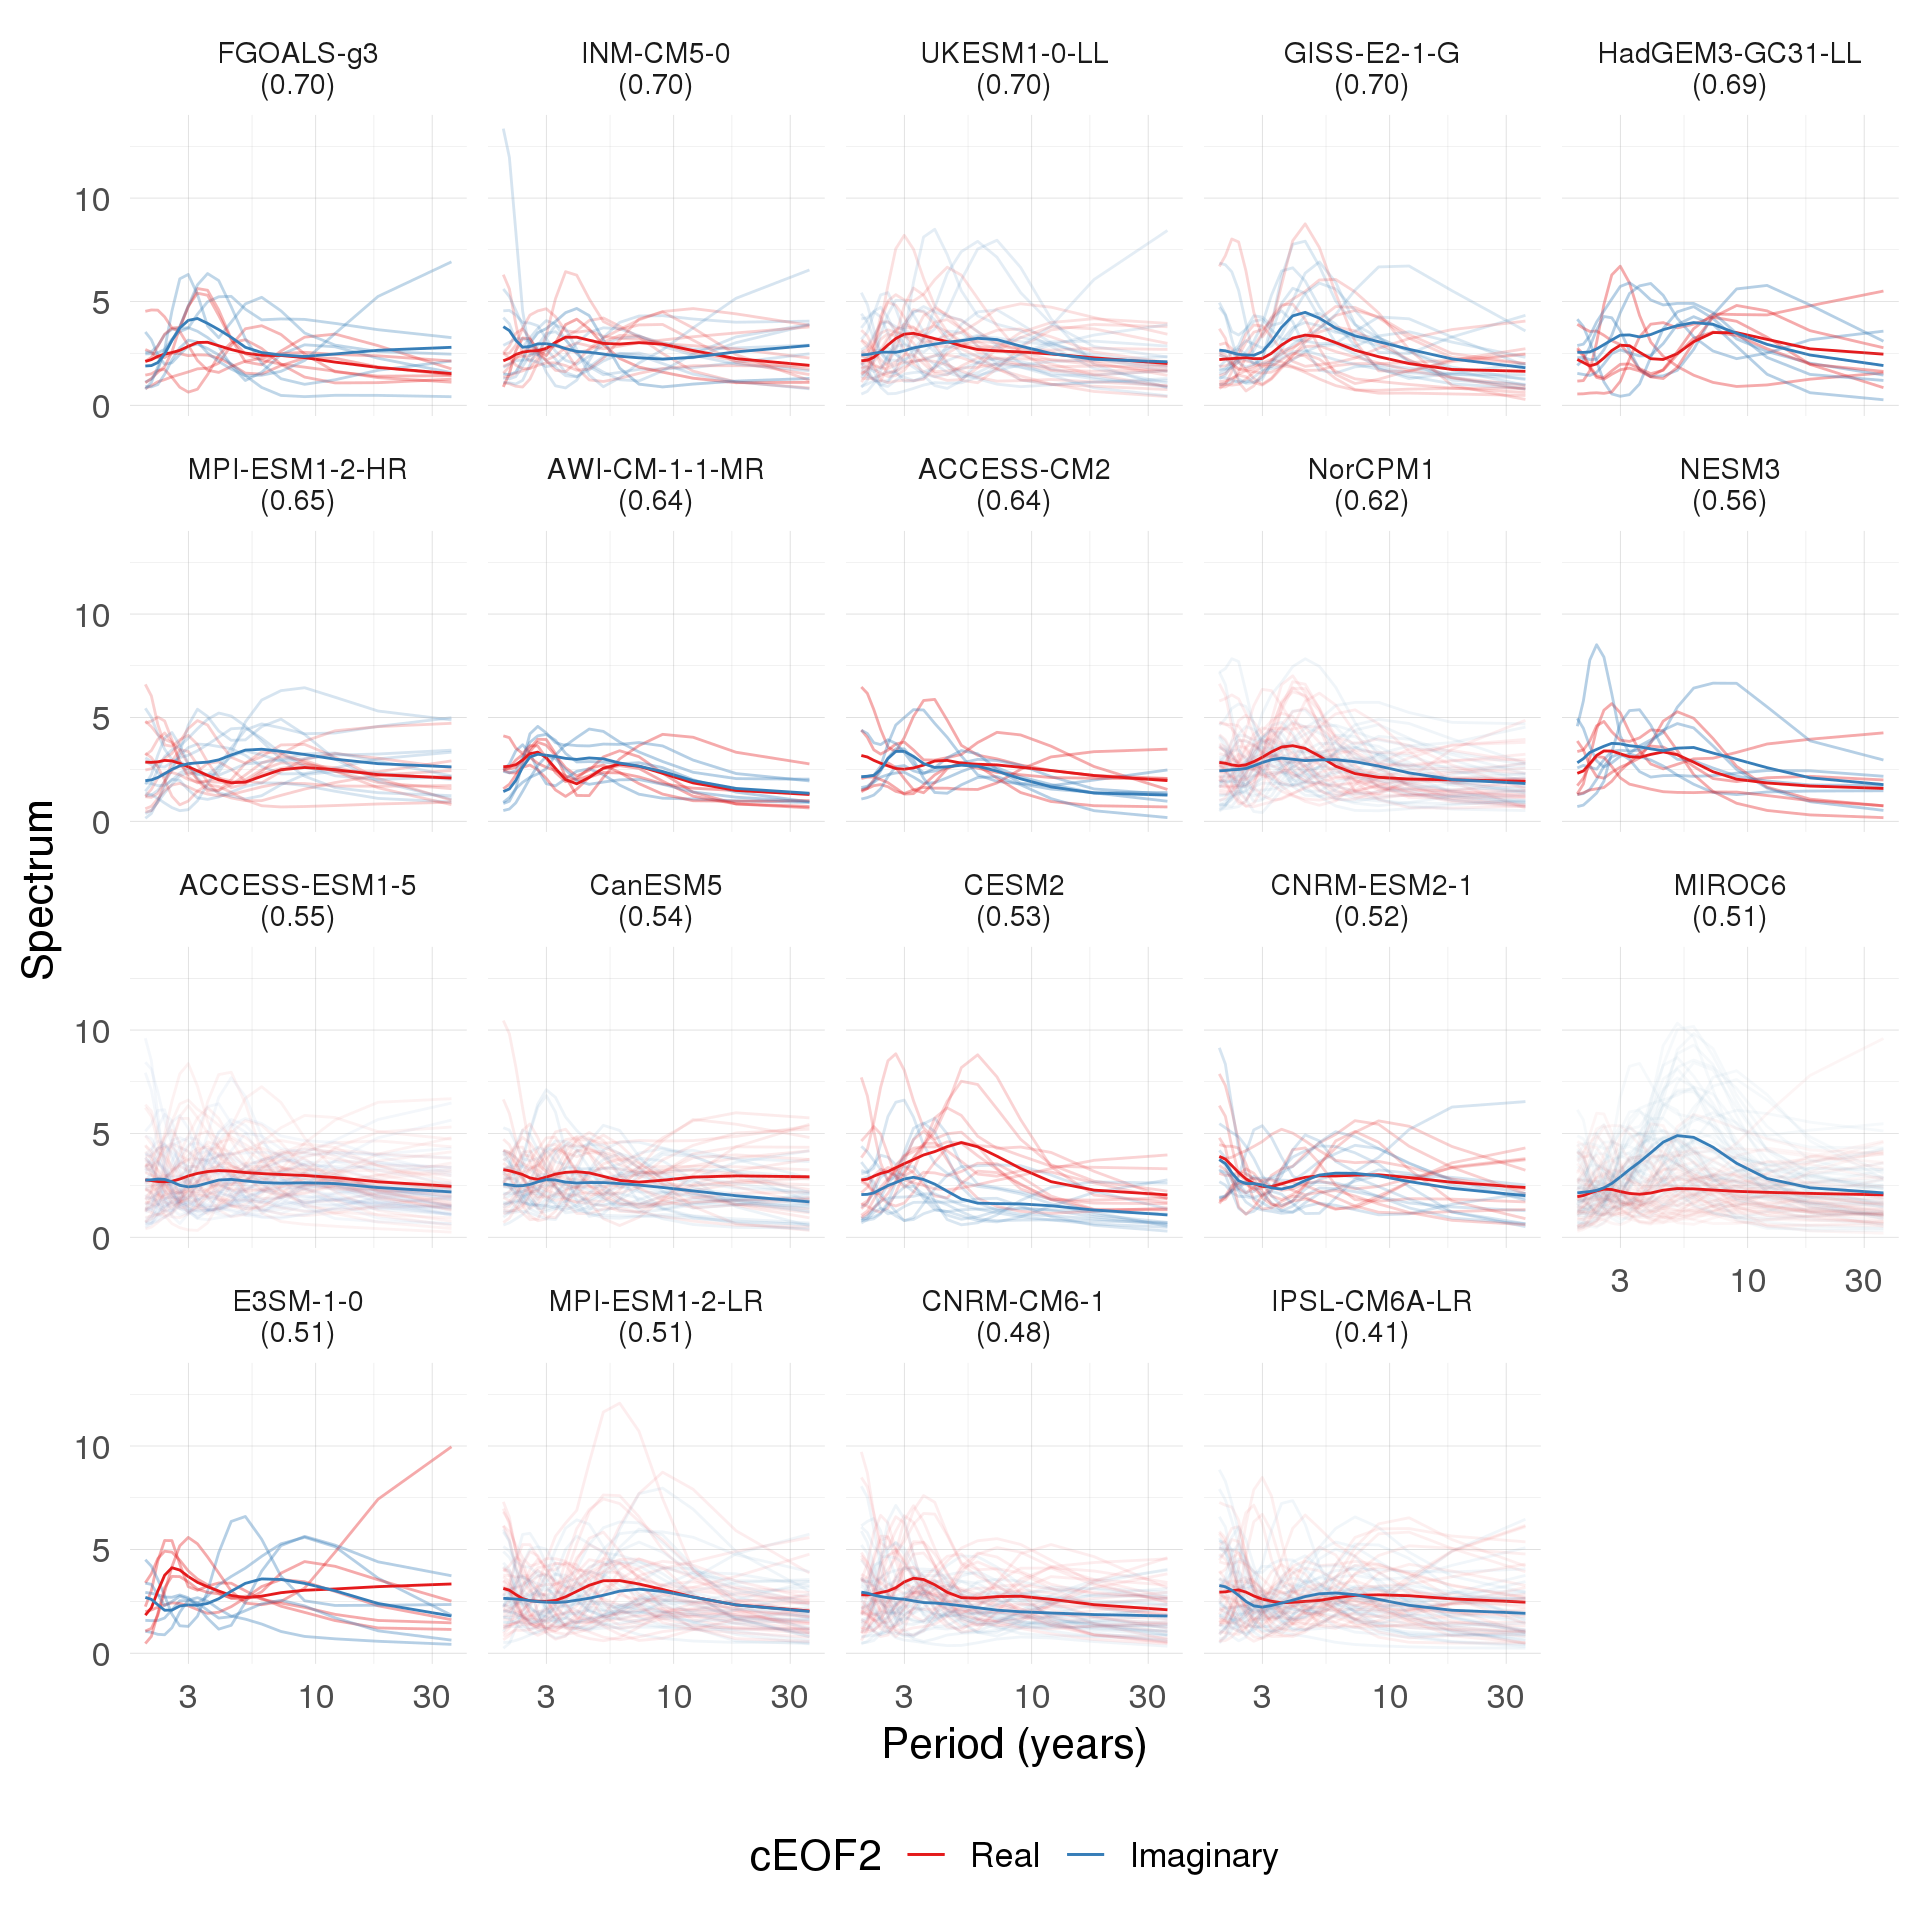 FGOALS-g3
(0.70)
INM-CM5-0
(0.70)
UKESM1-0-LL
(0.70)
GISS-E2-1-G
(0.70)
HadGEM3-GC31-LL
(0.69)
10
5
0
MPI-ESM1-2-HR
(0.65)
AWI-CM-1-1-MR
(0.64)
ACCESS-CM2
(0.64)
NorCPM1
(0.62)
NESM3
(0.56)
10
5
0
Spectrum
ACCESS-ESM1-5
(0.55)
CanESM5
(0.54)
CESM2
(0.53)
CNRM-ESM2-1
(0.52)
MIROC6
(0.51)
10
5
0
3 10 30
E3SM-1-0
(0.51)
MPI-ESM1-2-LR
(0.51)
CNRM-CM6-1
(0.48)
IPSL-CM6A-LR
(0.41)
10
5
0
3 10 30
3 10 30
3 10 30
3 10 30
Period (years)
cEOF2 Real Imaginary